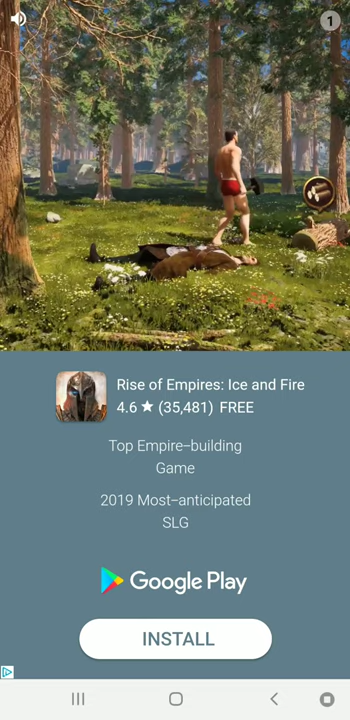 1
Rise of Empires: Ice and Fire
4.6 ★ (35,481) FREE
Top Empire-building
Game
2019 Most-anticipated
SLG
Google Play
INSTALL